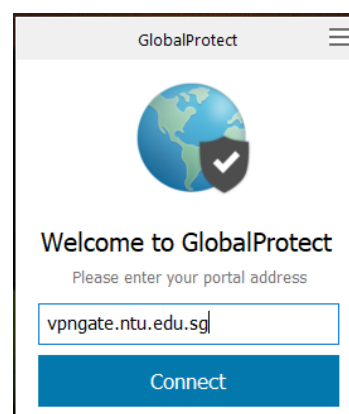 GlobalProtect
Welcome to GlobalProtect
Please enter your portal address
vpngate.ntu.edu.sg
Connect